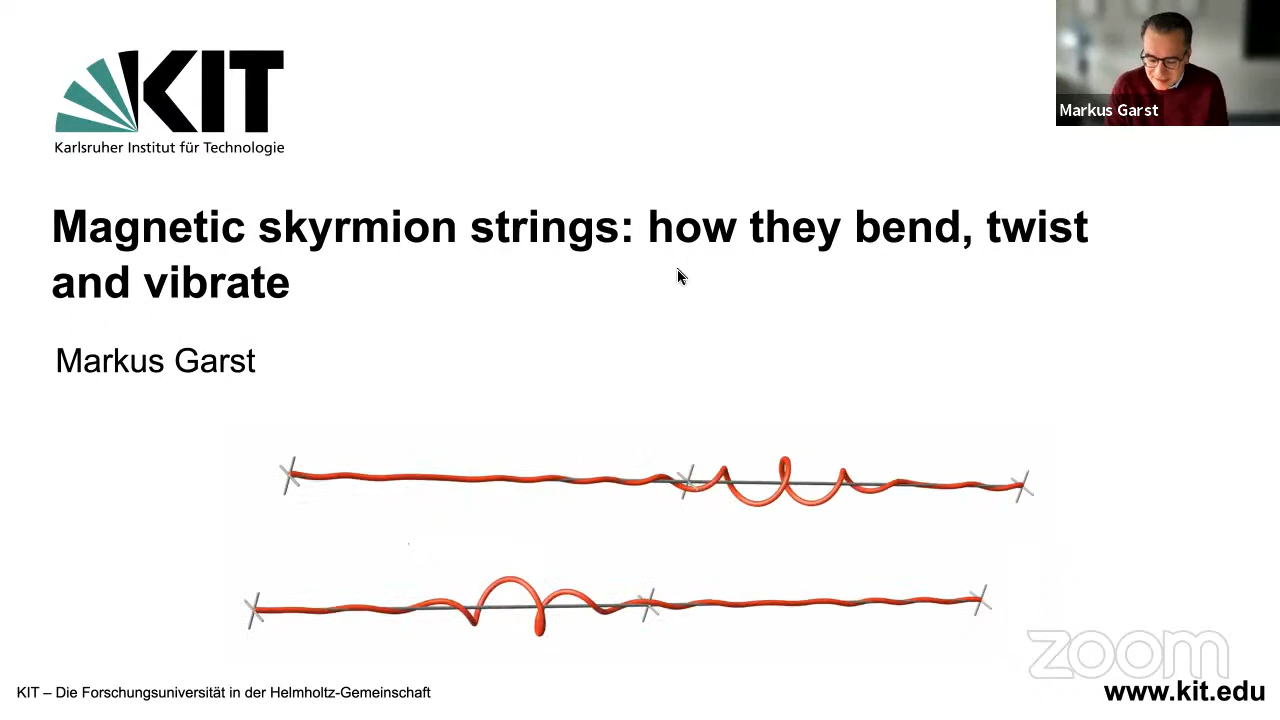 KIT
Karlsruher Institut für Technologie
Markus Garst
Magnetic skyrmion strings: how they bend, twist
and vibrate
Markus Garst
zoom
KIT – Die Forschungsuniversität in der Helmholtz-Gemeinschaft
www.kit.edu